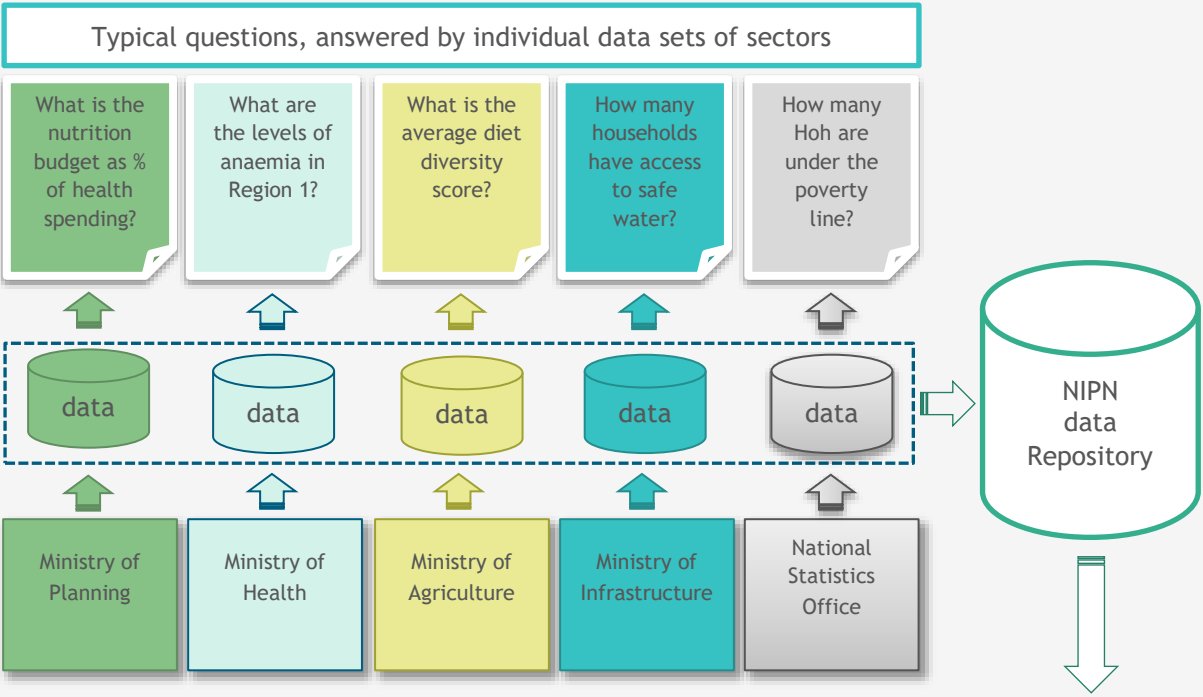 Typical questions, answered by individual data sets of sectors
What is the
nutrition
budget as %
of health
spending?
What are
the levels of
anaemia in
Region 1?
What is the
average diet
diversity
score?
How many
households
have access
to safe
water?
How many
Hoh are
under the
poverty
line?
data
data
data
data
data
NIPN
data
Repository
Ministry of
Planning
Ministry of
Health
Ministry of
Agriculture
Ministry of
Infrastructure
National
Statistics
Office